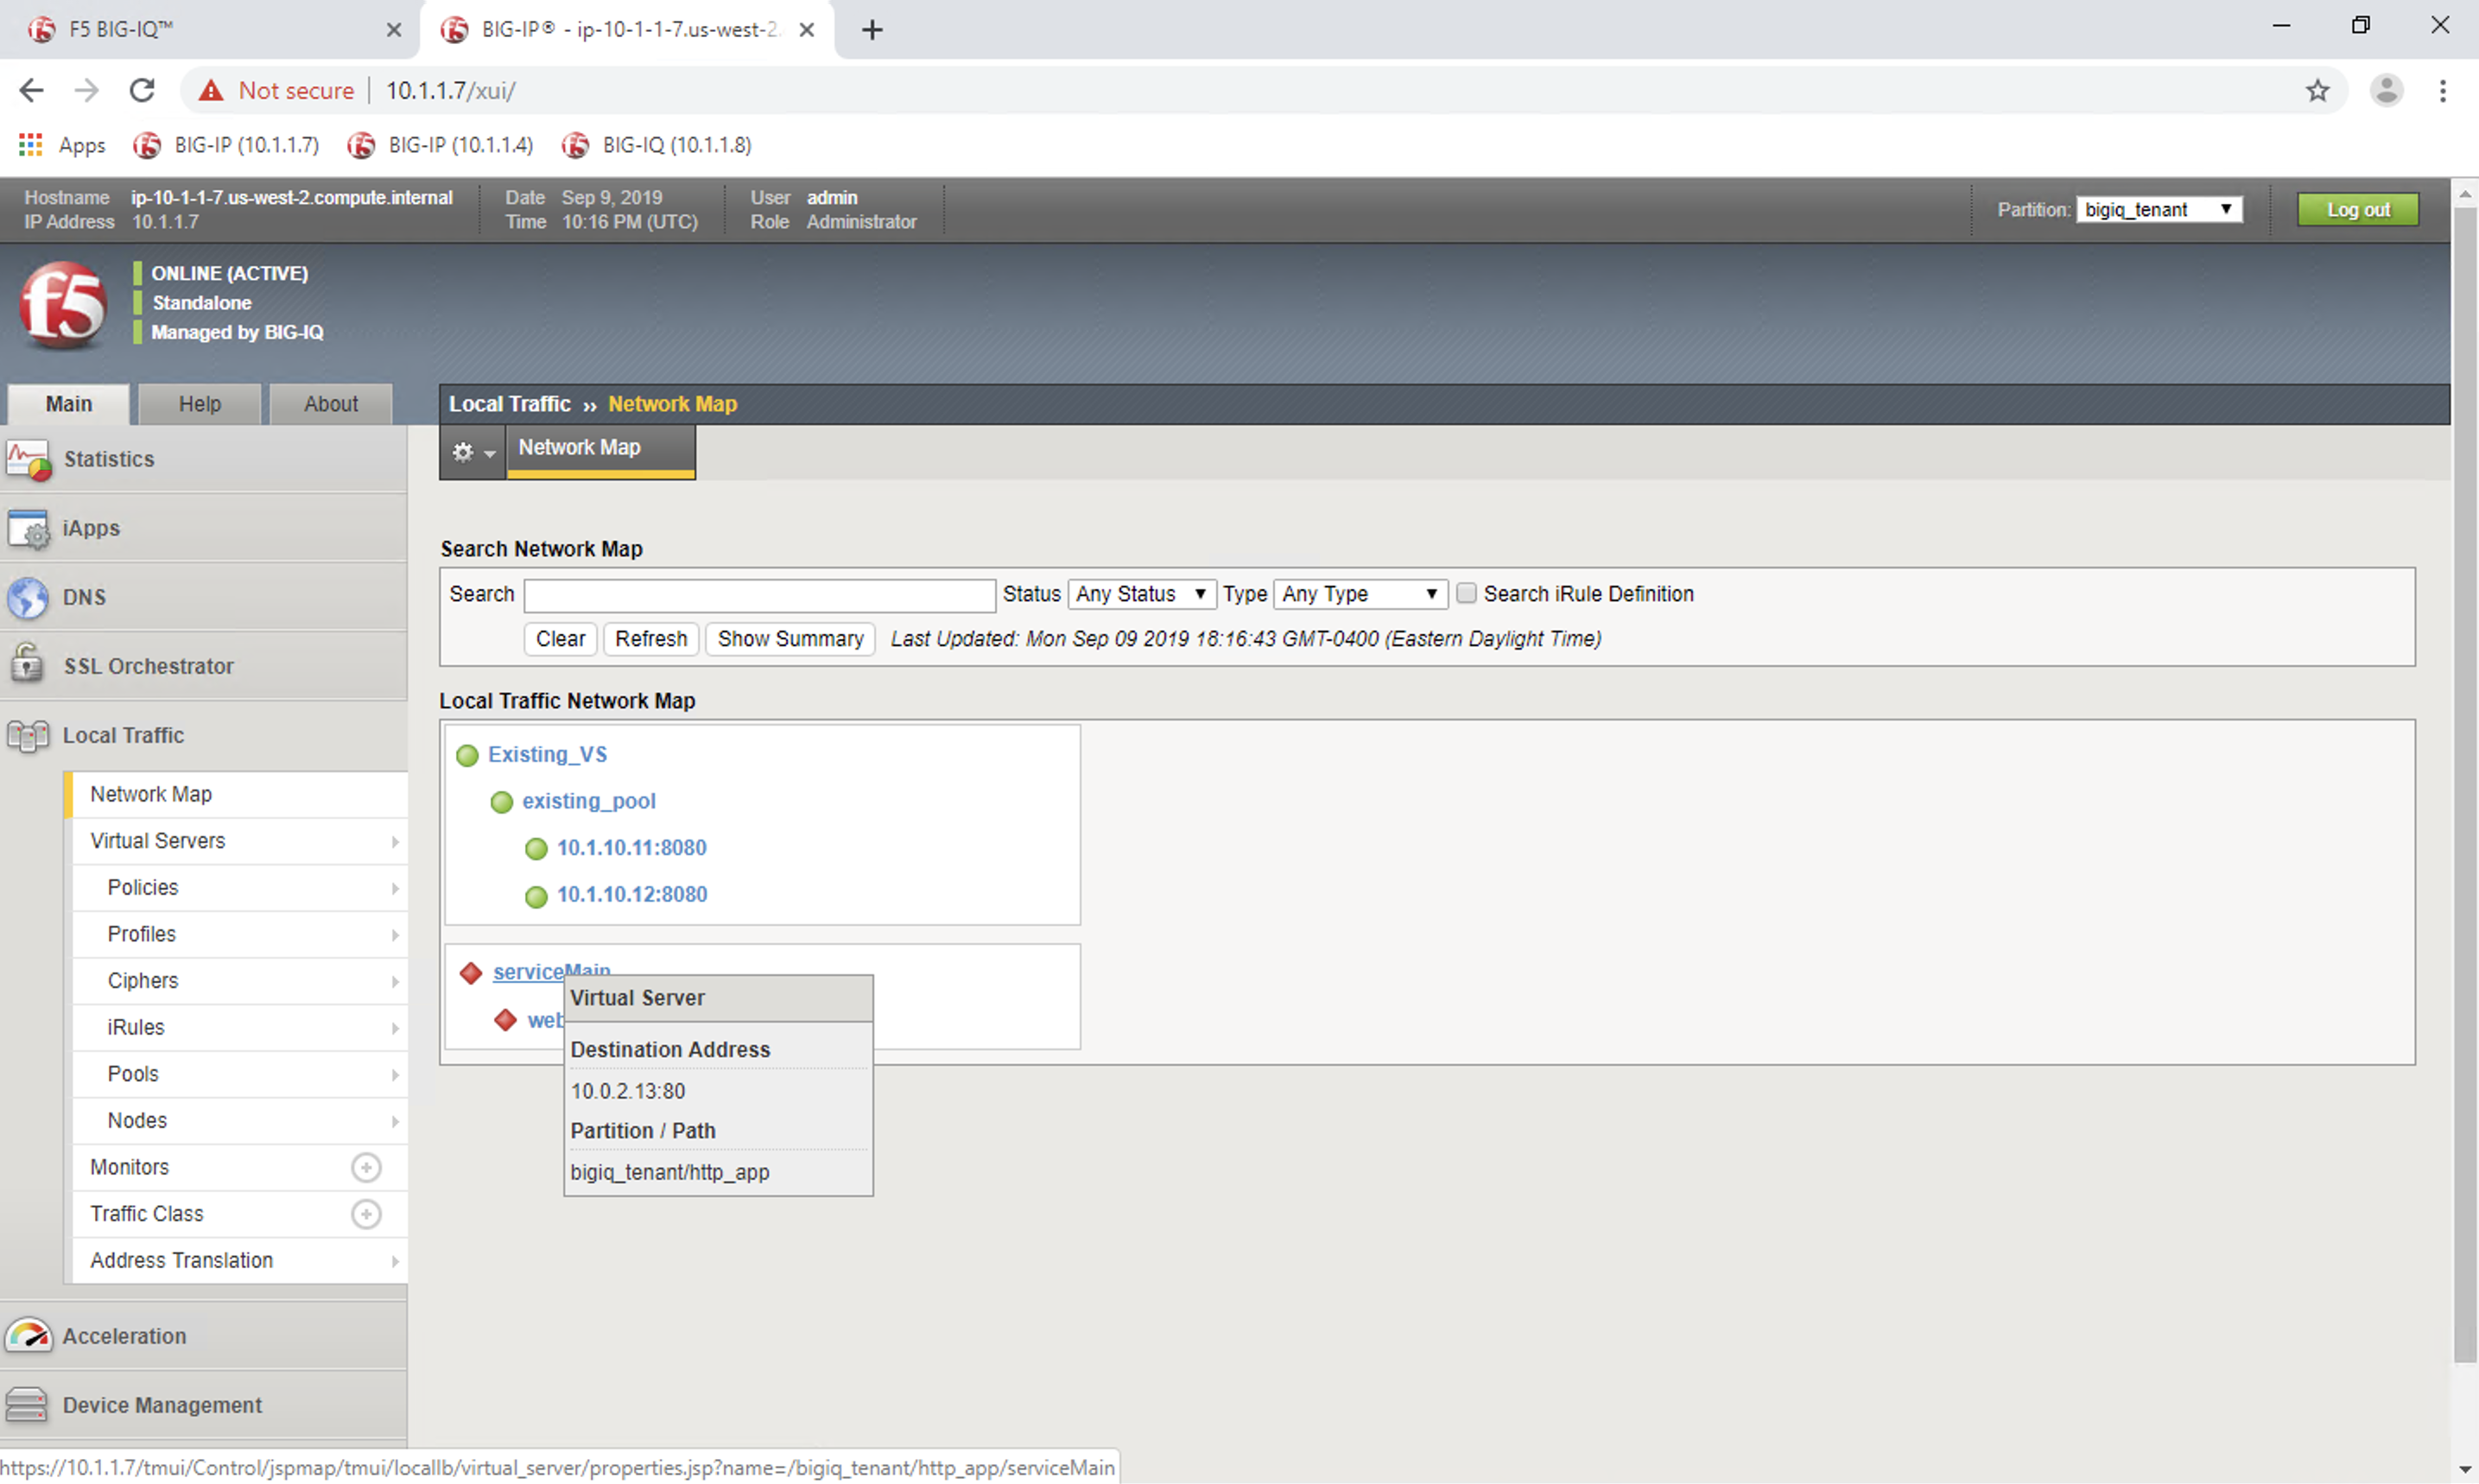 F5 BIG-IQ™
BIG-IP® - ip-10-1-1-7.us-west-2.
Not secure | 10.1.1.7/xui/
Apps BIG-IP (10.1.1.7) BIG-IP (10.1.1.4) BIG-IQ (10.1.1.8)
Hostname ip-10-1-1-7.us-west-2.compute.internal Date Sep 9, 2019 User admin
IP Address 10.1.1.7 Time 10:16 PM (UTC) Role Administrator
Partition: bigiq_tenant Log out
f5
ONLINE (ACTIVE)
Standalone
Managed by BIG-IQ
Main Help About
Local Traffic ›› Network Map
Network Map
Statistics
iApps
DNS
SSL Orchestrator
Local Traffic
Network Map
Virtual Servers
Policies
Profiles
Ciphers
iRules
Pools
Nodes
Monitors
Traffic Class
Address Translation
Acceleration
Device Management
Search Network Map
Search Status Any Status Type Any Type Search iRule Definition
Clear Refresh Show Summary Last Updated: Mon Sep 09 2019 18:16:43 GMT-0400 (Eastern Daylight Time)
Local Traffic Network Map
Existing_VS
existing_pool
10.1.10.11:8080
10.1.10.12:8080
serviceMain
web
Virtual Server
Destination Address
10.0.2.13:80
Partition / Path
bigiq_tenant/http_app
https://10.1.1.7/tmui/Control/jspmap/tmui/locallb/virtual_server/properties.jsp?name=/bigiq_tenant/http_app/serviceMain